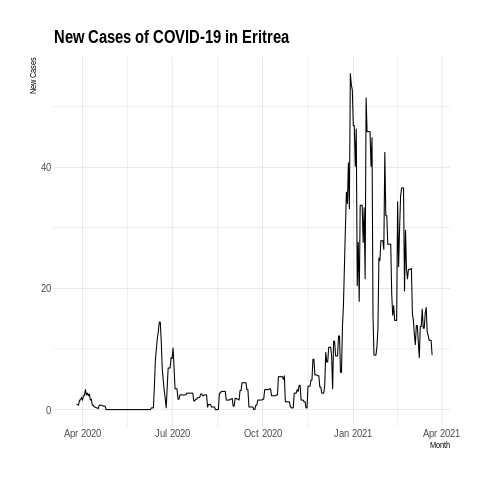 New Cases of COVID-19 in Eritrea
New Cases
40
20
0
Apr 2020
Jul 2020
Oct 2020
Jan 2021
Apr 2021
Month